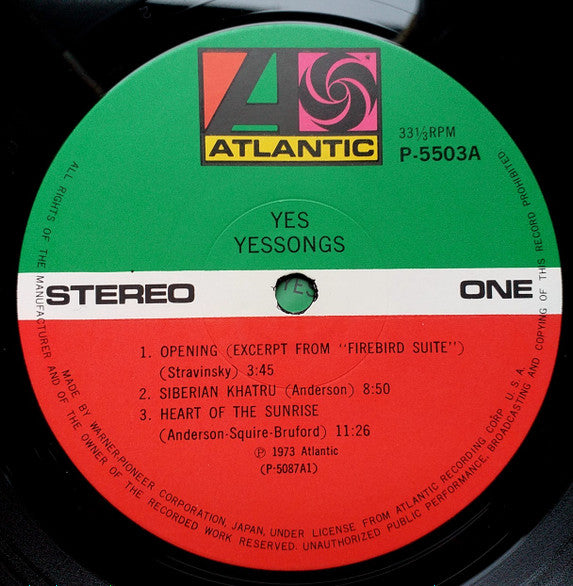 ATLANTIC
33⅓RPM
P-5503A
YES
YESSONGS
STEREO
ONE
1. OPENING (EXCERPT FROM "FIREBIRD SUITE")
(Stravinsky) 3:45
2. SIBERIAN KHATRU (Anderson) 8:50
3. HEART OF THE SUNRISE
(Anderson-Squire-Bruford) 11:26
Ⓟ 1973 Atlantic
(P-5087A1)
MADE BY WARNER-PIONEER CORPORATION, JAPAN, UNDER LICENSE FROM ATLANTIC RECORDING CORP. U.S.A.
ALL RIGHTS OF THE MANUFACTURER AND OF THE OWNER OF THE RECORDED WORK RESERVED. UNAUTHORIZED PUBLIC PERFORMANCE, BROADCASTING AND COPYING OF THIS RECORD PROHIBITED.
YES